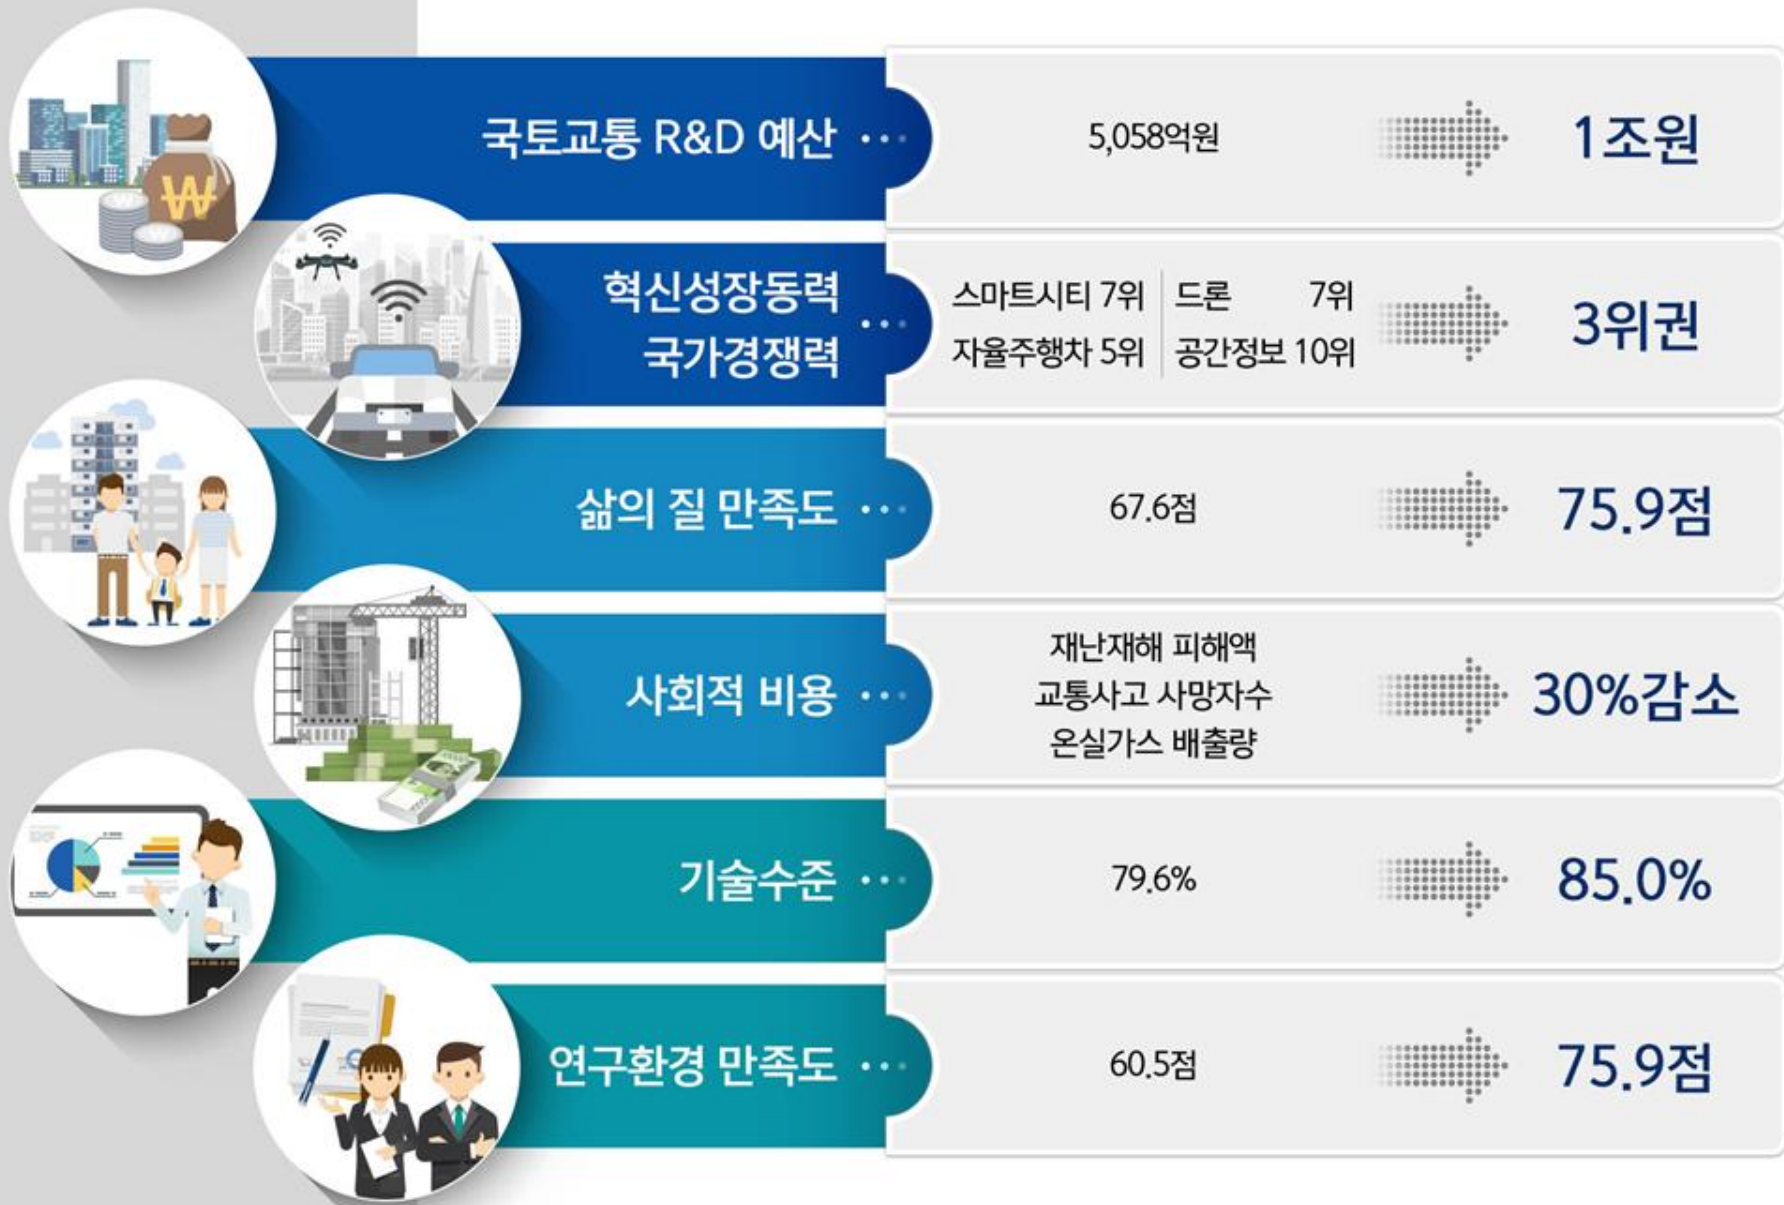 국토교통 R&D 예산 ··· 5,058억원 1조원
혁신성장동력
국가경쟁력 ···
스마트시티 7위 드론 7위
자율주행차 5위 공간정보 10위
3위권
삶의 질 만족도 ··· 67.6점 75.9점
사회적 비용 ···
재난재해 피해액
교통사고 사망자수
온실가스 배출량
30%감소
기술수준 ··· 79.6% 85.0%
연구환경 만족도 ··· 60.5점 75.9점